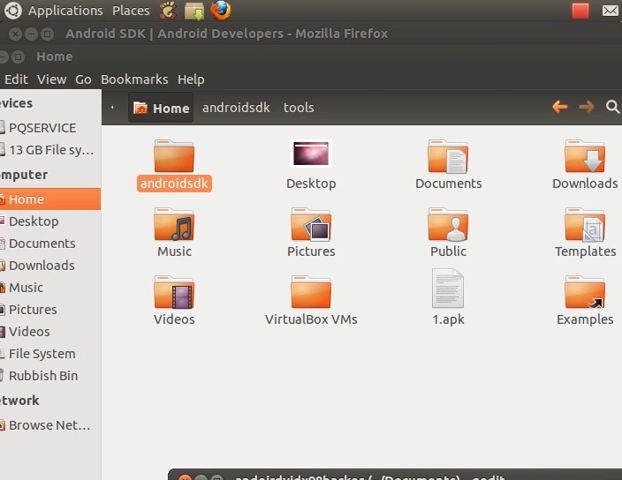 Applications Places
Android SDK | Android Developers - Mozilla Firefox
Home
Edit View Go Bookmarks Help
evices
PQSERVICE
13 GB File sy...
omputer
Home
Desktop
Documents
Downloads
Music
Pictures
Videos
File System
Rubbish Bin
etwork
Browse Net...
Home androidsdk tools
androidsdk Desktop Documents Downloads
Music Pictures Public Templates
Videos VirtualBox VMs 1.apk Examples